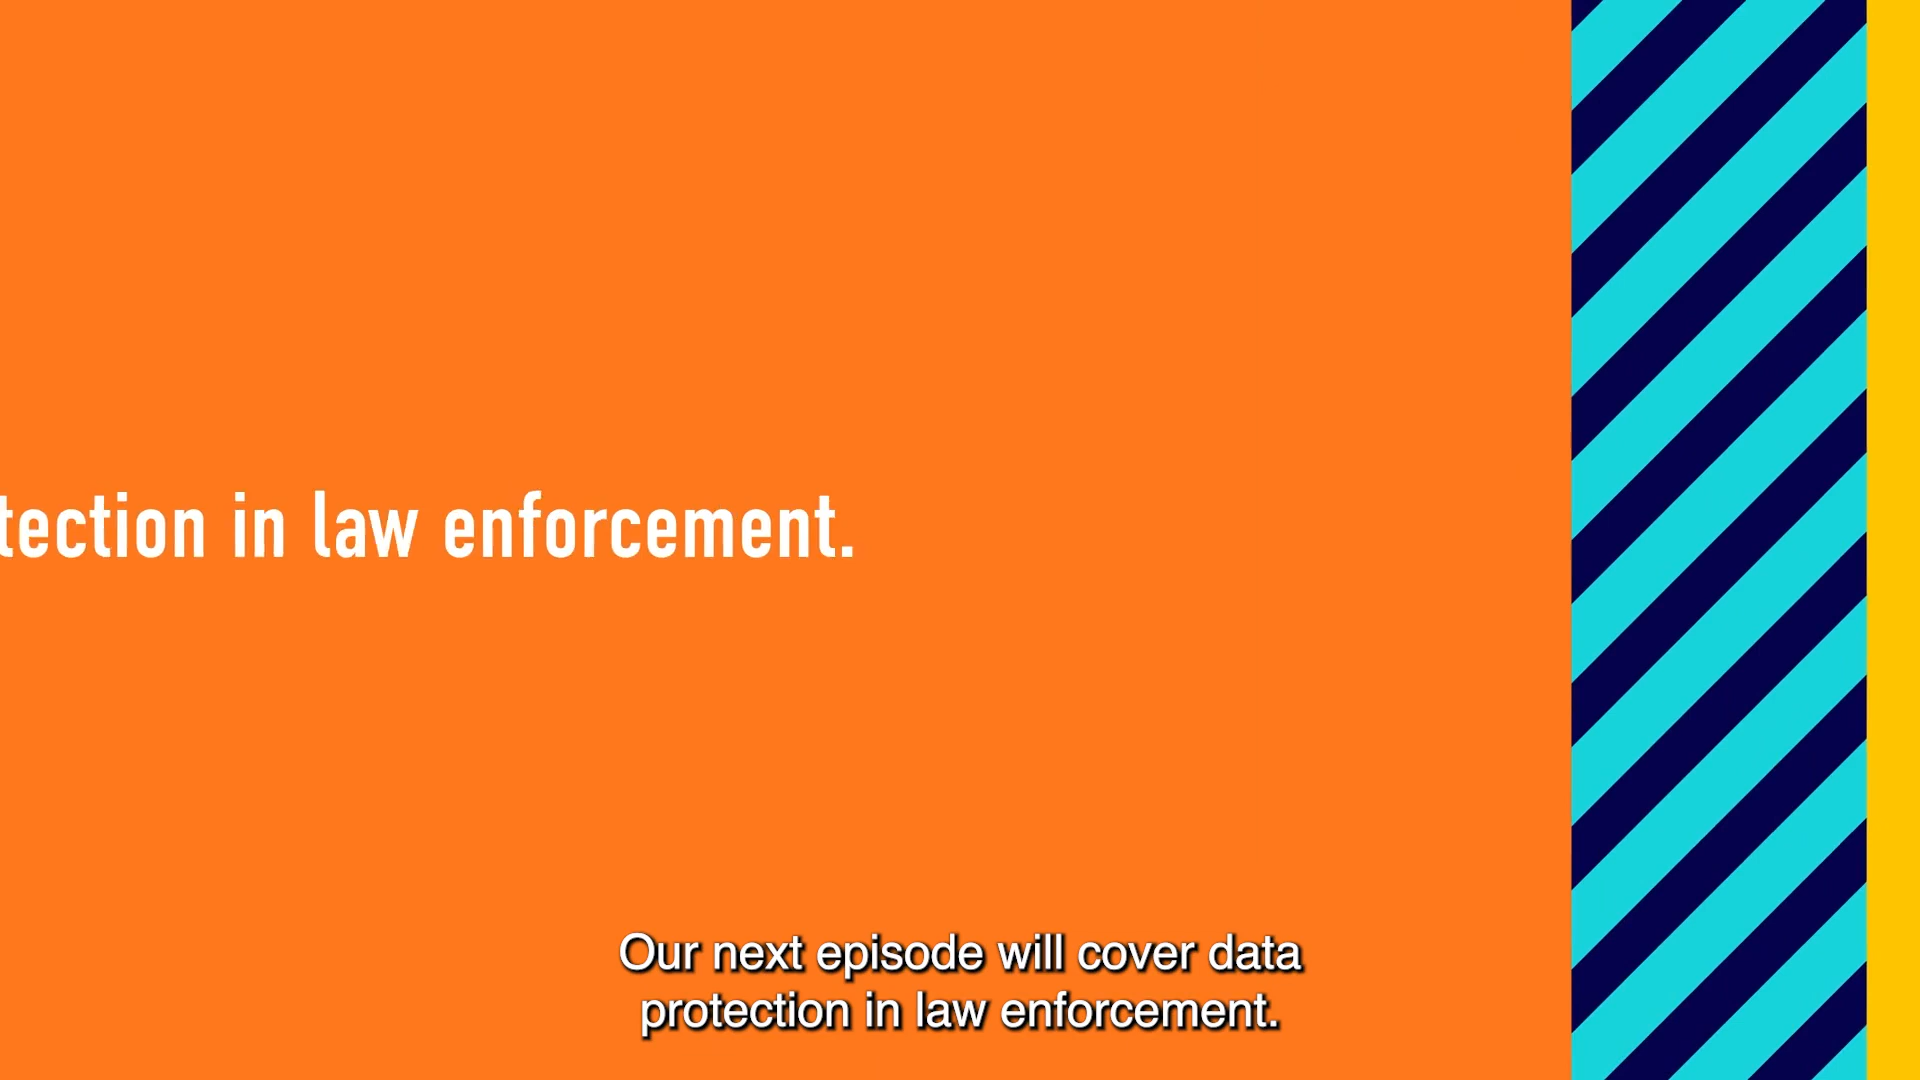 tection in law enforcement.
Our next episode will cover data
protection in law enforcement.